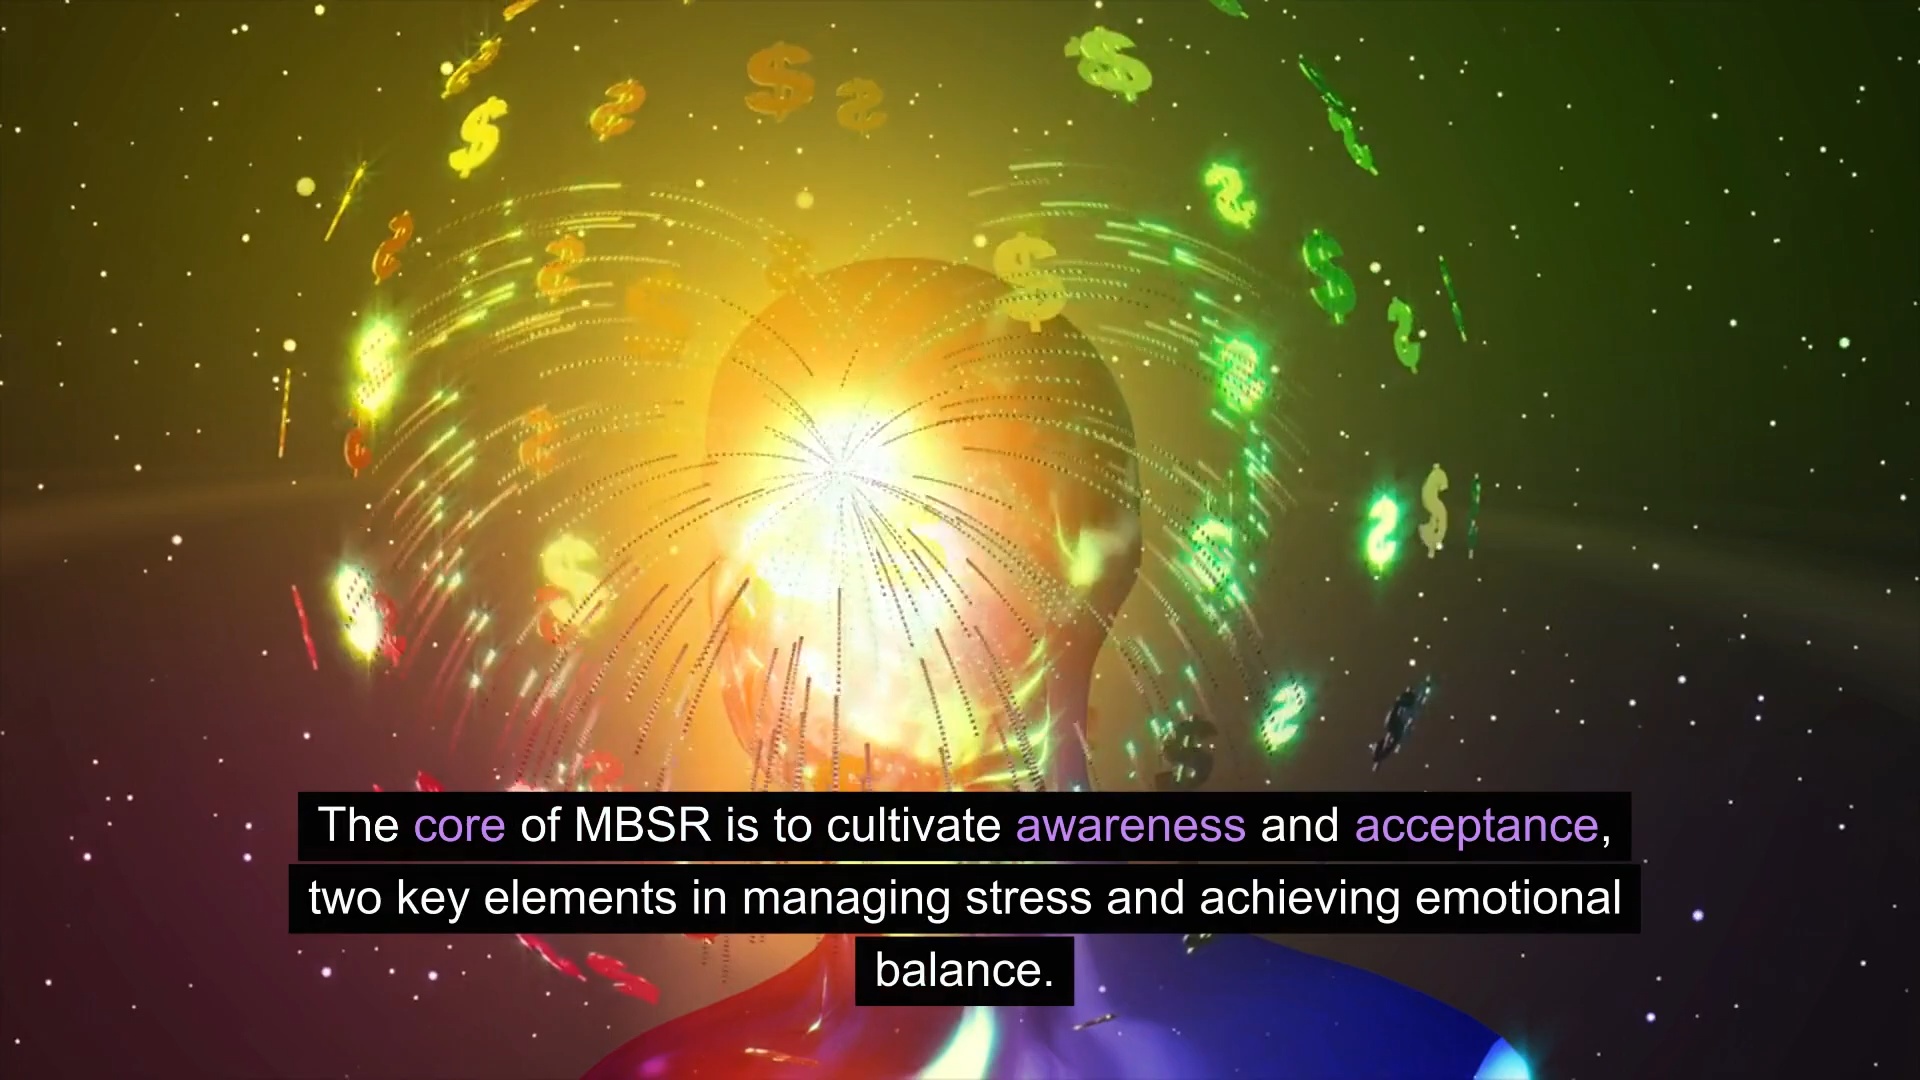 The core of MBSR is to cultivate awareness and acceptance,
two key elements in managing stress and achieving emotional
balance.